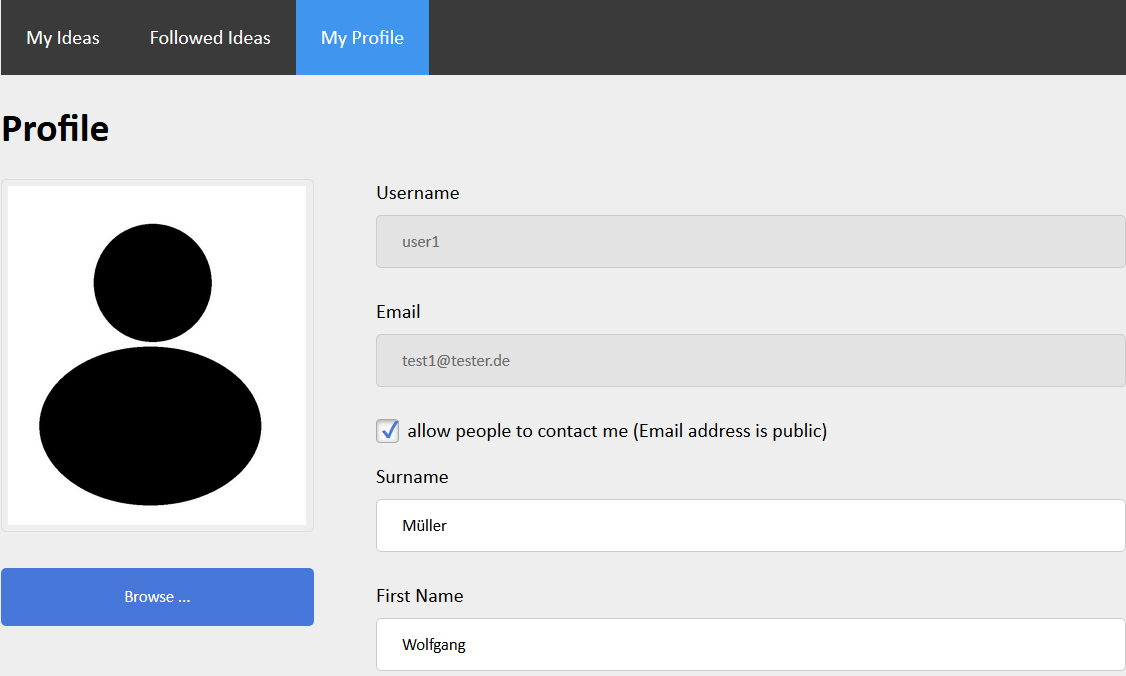 My Ideas Followed Ideas My Profile
Profile
Username
user1
Email
test1@tester.de
allow people to contact me (Email address is public)
Surname
Müller
First Name
Wolfgang
Browse ...